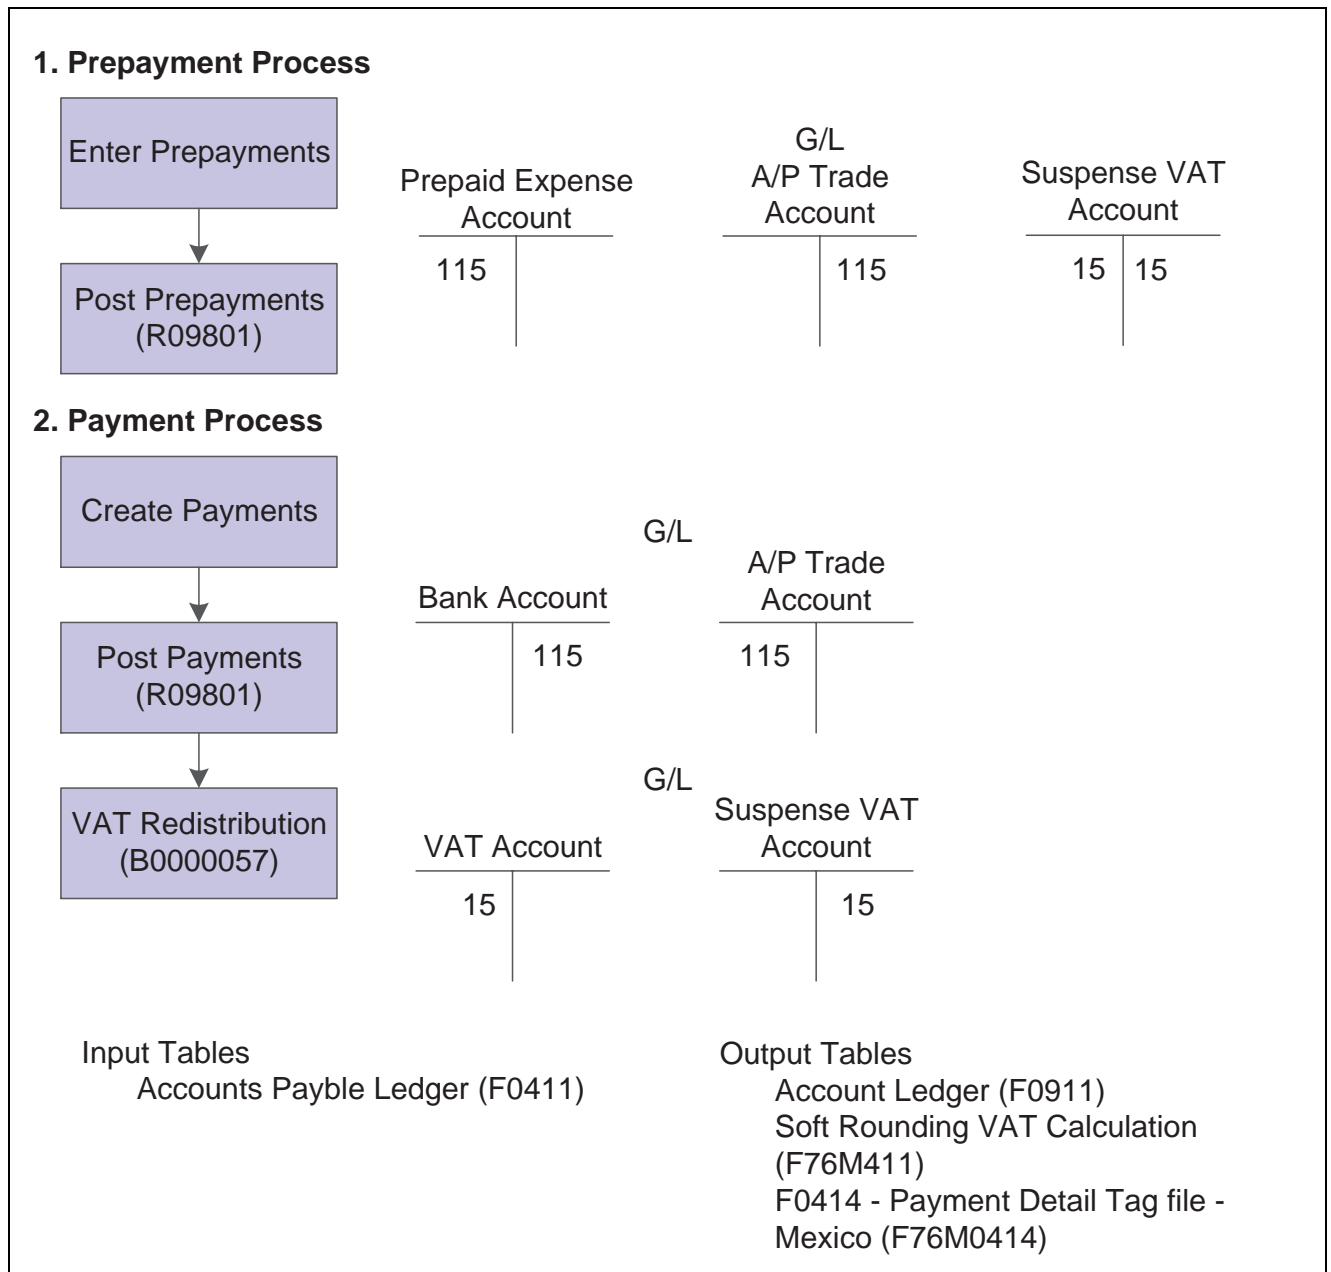 1. Prepayment Process
Enter Prepayments
Post Prepayments
(R09801)
Prepaid Expense
Account
115
G/L
A/P Trade
Account
115
Suspense VAT
Account
15 15
2. Payment Process
Create Payments
Post Payments
(R09801)
VAT Redistribution
(B0000057)
G/L
Bank Account
115
A/P Trade
Account
115
G/L
VAT Account
15
Suspense VAT
Account
15
Input Tables
Accounts Payble Ledger (F0411)
Output Tables
Account Ledger (F0911)
Soft Rounding VAT Calculation
(F76M411)
F0414 - Payment Detail Tag file -
Mexico (F76M0414)